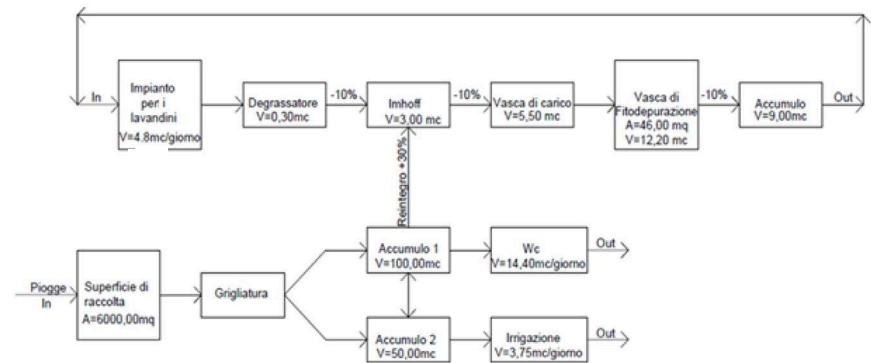 In
Impianto
per i
lavandini
V=4.8mc/giorno
Degrassatore
V=0,30mc
-10%
Imhoff
V=3,00 mc
-10%
Vasca di carico
V=5,50 mc
Vasca di
Fitodepurazione
A=46,00 mq
V=12,20 mc
-10%
Accumulo
V=9,00mc
Out
Reintegro +30%
Piogge
In
Superficie di
raccolta
A=6000,00mq
Grigliatura
Accumulo 1
V=100,00mc
Wc
V=14,40mc/giorno
Out
Accumulo 2
V=50,00mc
Irrigazione
V=3,75mc/giorno
Out